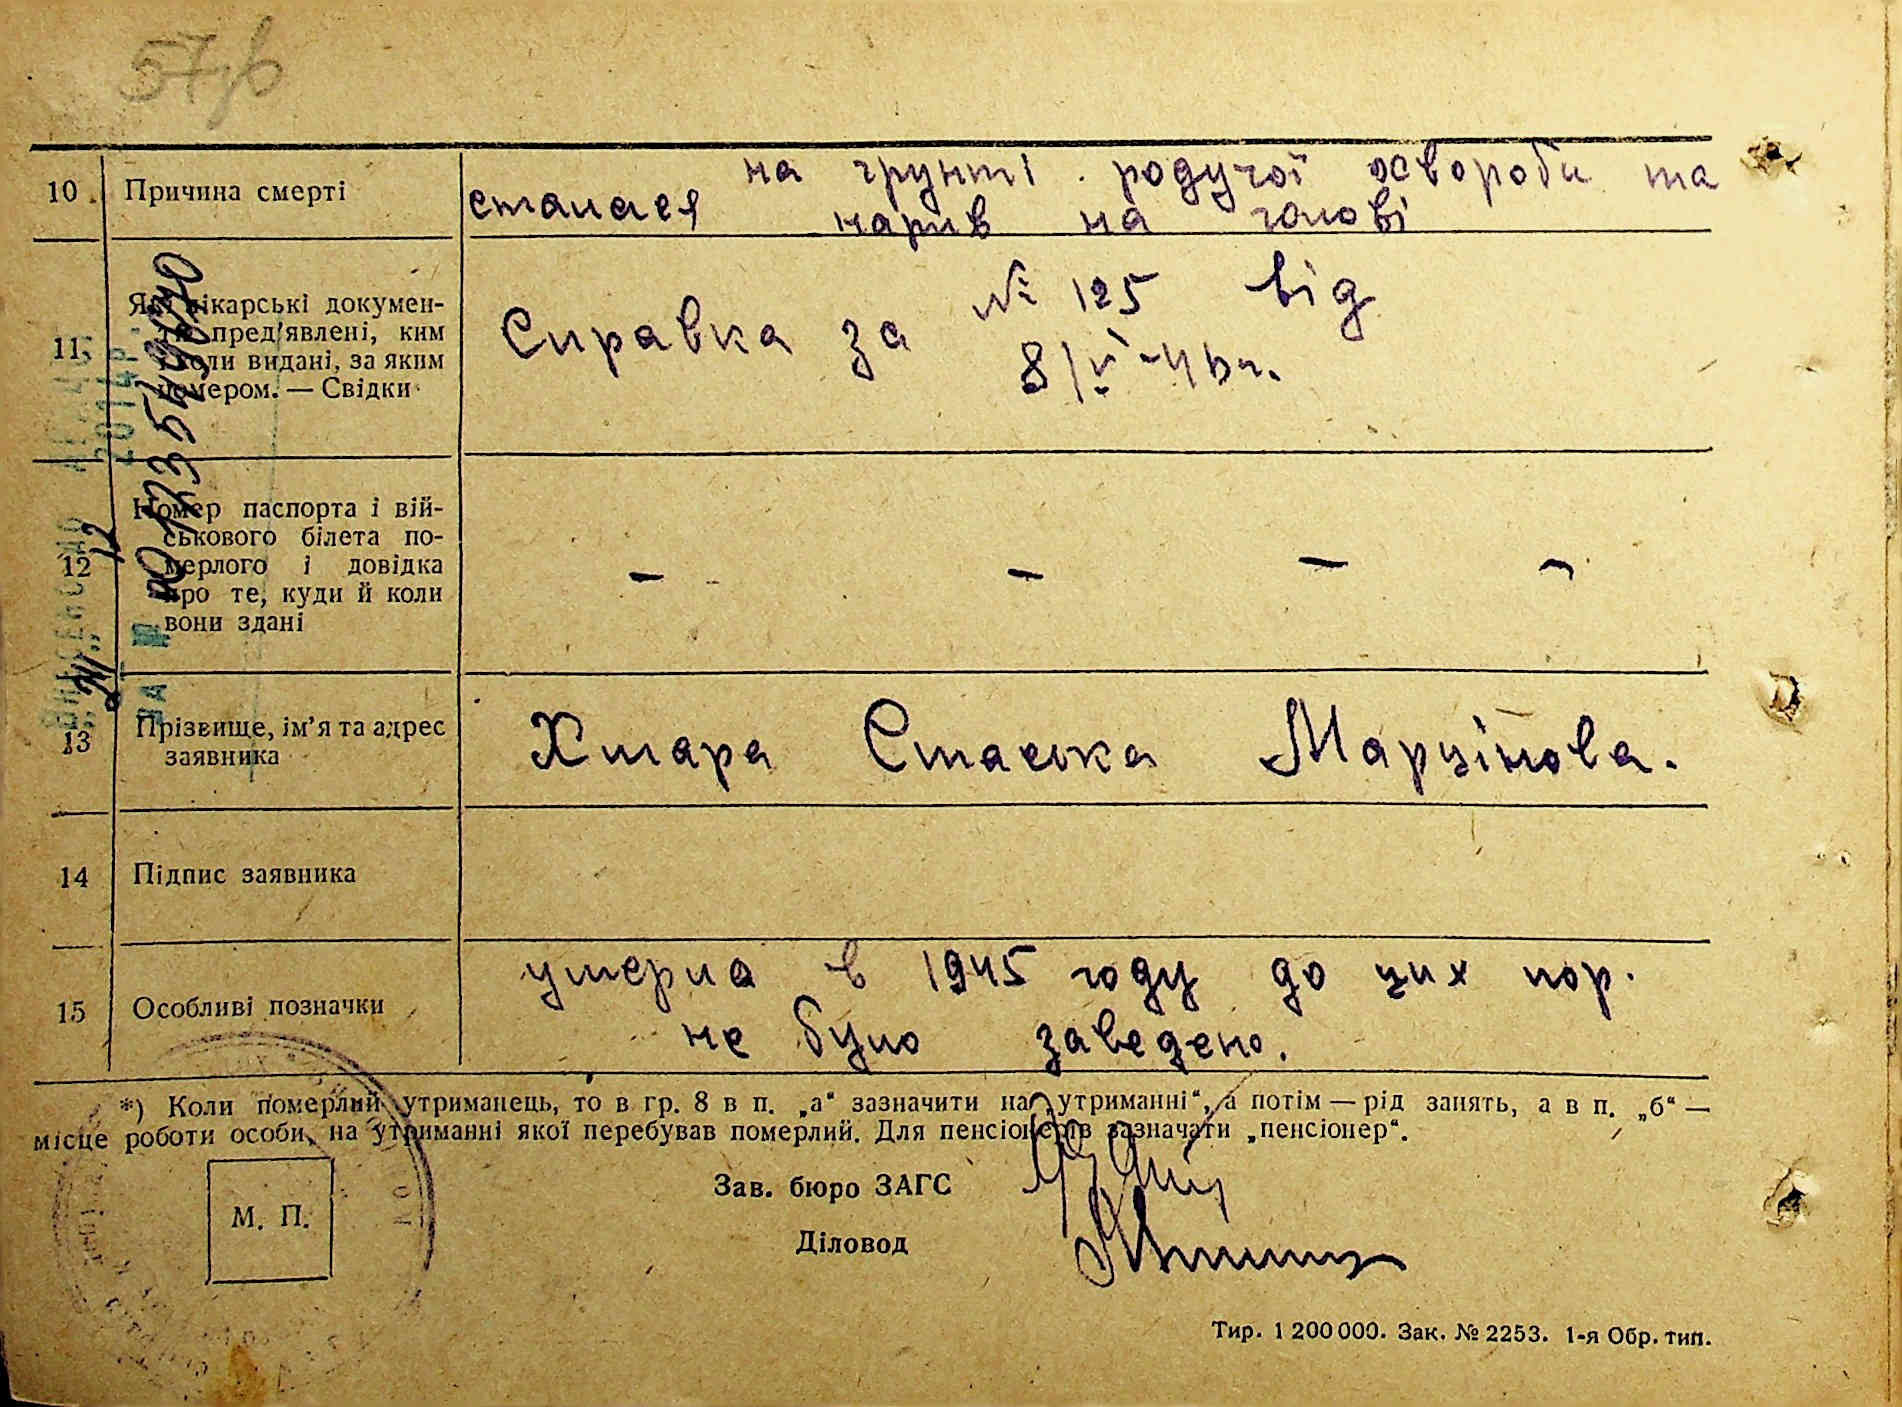 10. Причина смерті
на грунті родучої хвороби та
сталася нарив на голові
11. Які лікарські докумен-
ти пред'явлені, ким
і коли видані, за яким
номером. — Свідки
Справка за № 125 від
8/V-46 г.
12 Номер паспорта і вій-
ськового білета по-
мерлого і довідка
про те, куди й коли
вони здані
– – – –
13 Прізвище, ім'я та адрес
заявника
Хмара Стаська Марцінова.
14 Підпис заявника
15 Особливі позначки
умерла в 1945 году до цих пор.
не було заведено.
*) Коли померлий утриманець, то в гр. 8 в п. „а“ зазначити на „утриманні“, а потім — рід занять, а в п. „б“ —
місце роботи особи, на утриманні якої перебував померлий. Для пенсіонерів зазначати „пенсіонер“.
М. П.
Зав. бюро ЗАГС
Діловод
Тир. 1 200 000. Зак. № 2253. 1-я Обр. тип.